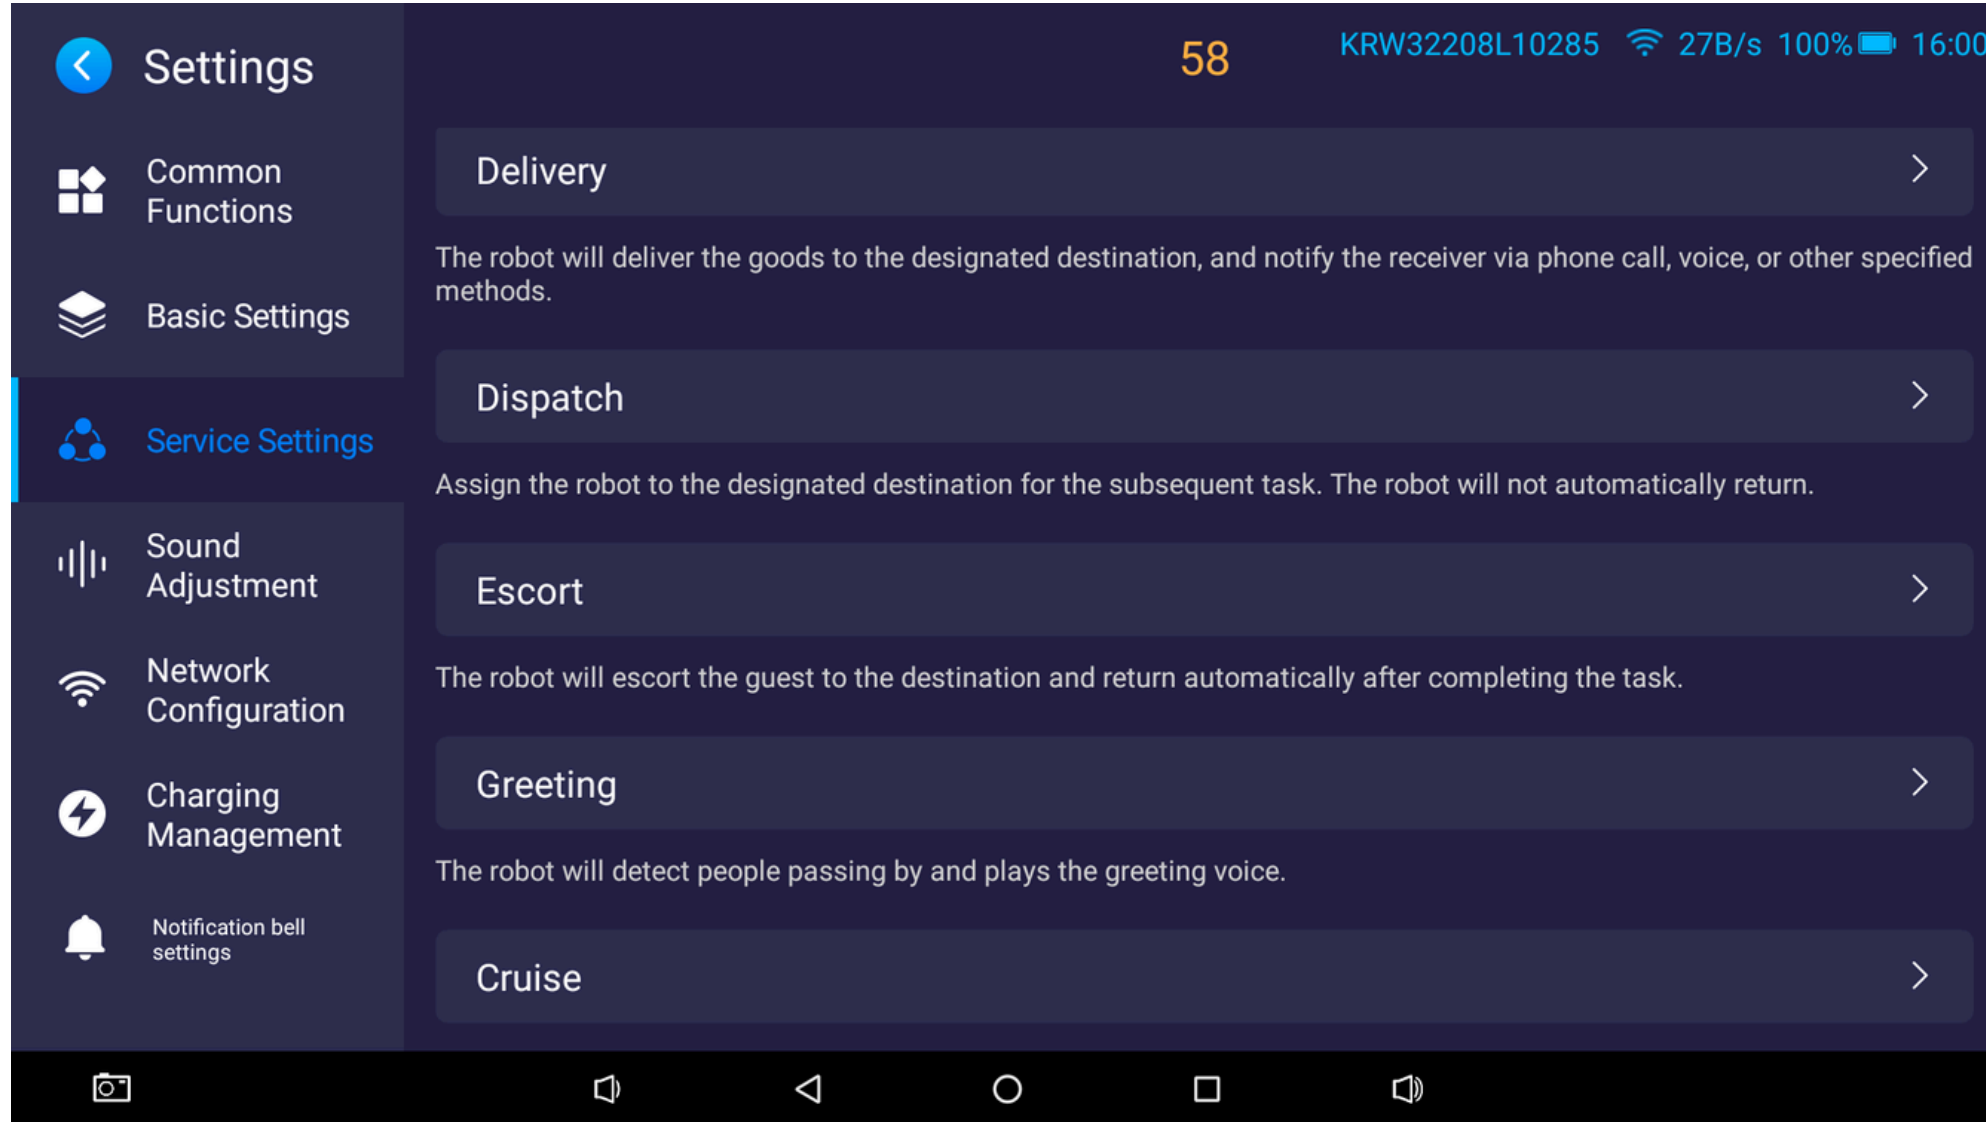 Settings
58
KRW32208L10285 27B/s 100% 16:00
Common
Functions
Basic Settings
Service Settings
Sound
Adjustment
Network
Configuration
Charging
Management
Notification bell
settings
Delivery
The robot will deliver the goods to the designated destination, and notify the receiver via phone call, voice, or other specified
methods.
Dispatch
Assign the robot to the designated destination for the subsequent task. The robot will not automatically return.
Escort
The robot will escort the guest to the destination and return automatically after completing the task.
Greeting
The robot will detect people passing by and plays the greeting voice.
Cruise